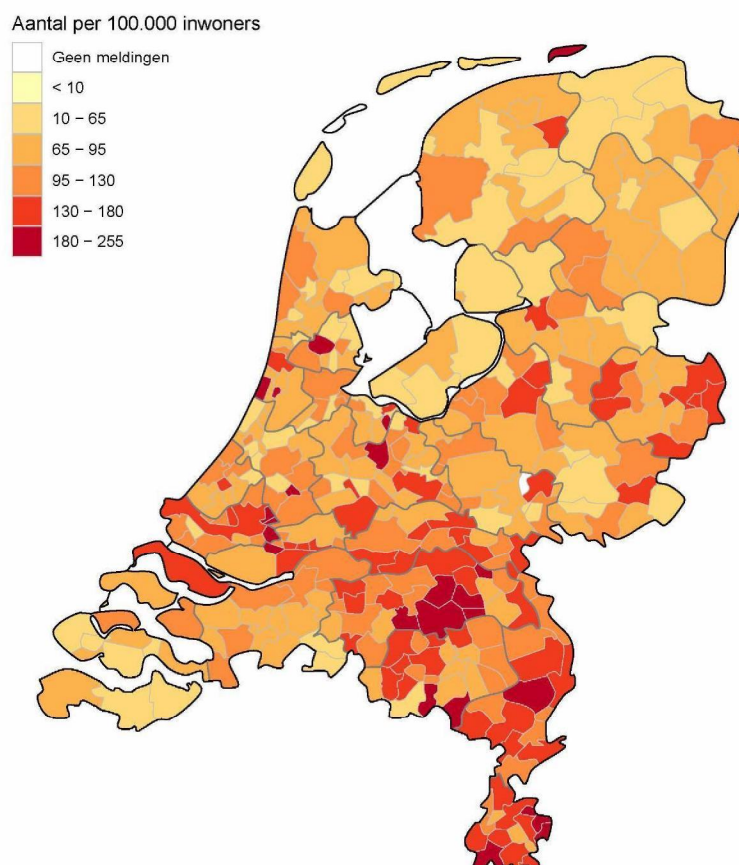 Aantal per 100.000 inwoners
Geen meldingen
< 10
10 − 65
65 − 95
95 − 130
130 − 180
180 − 255